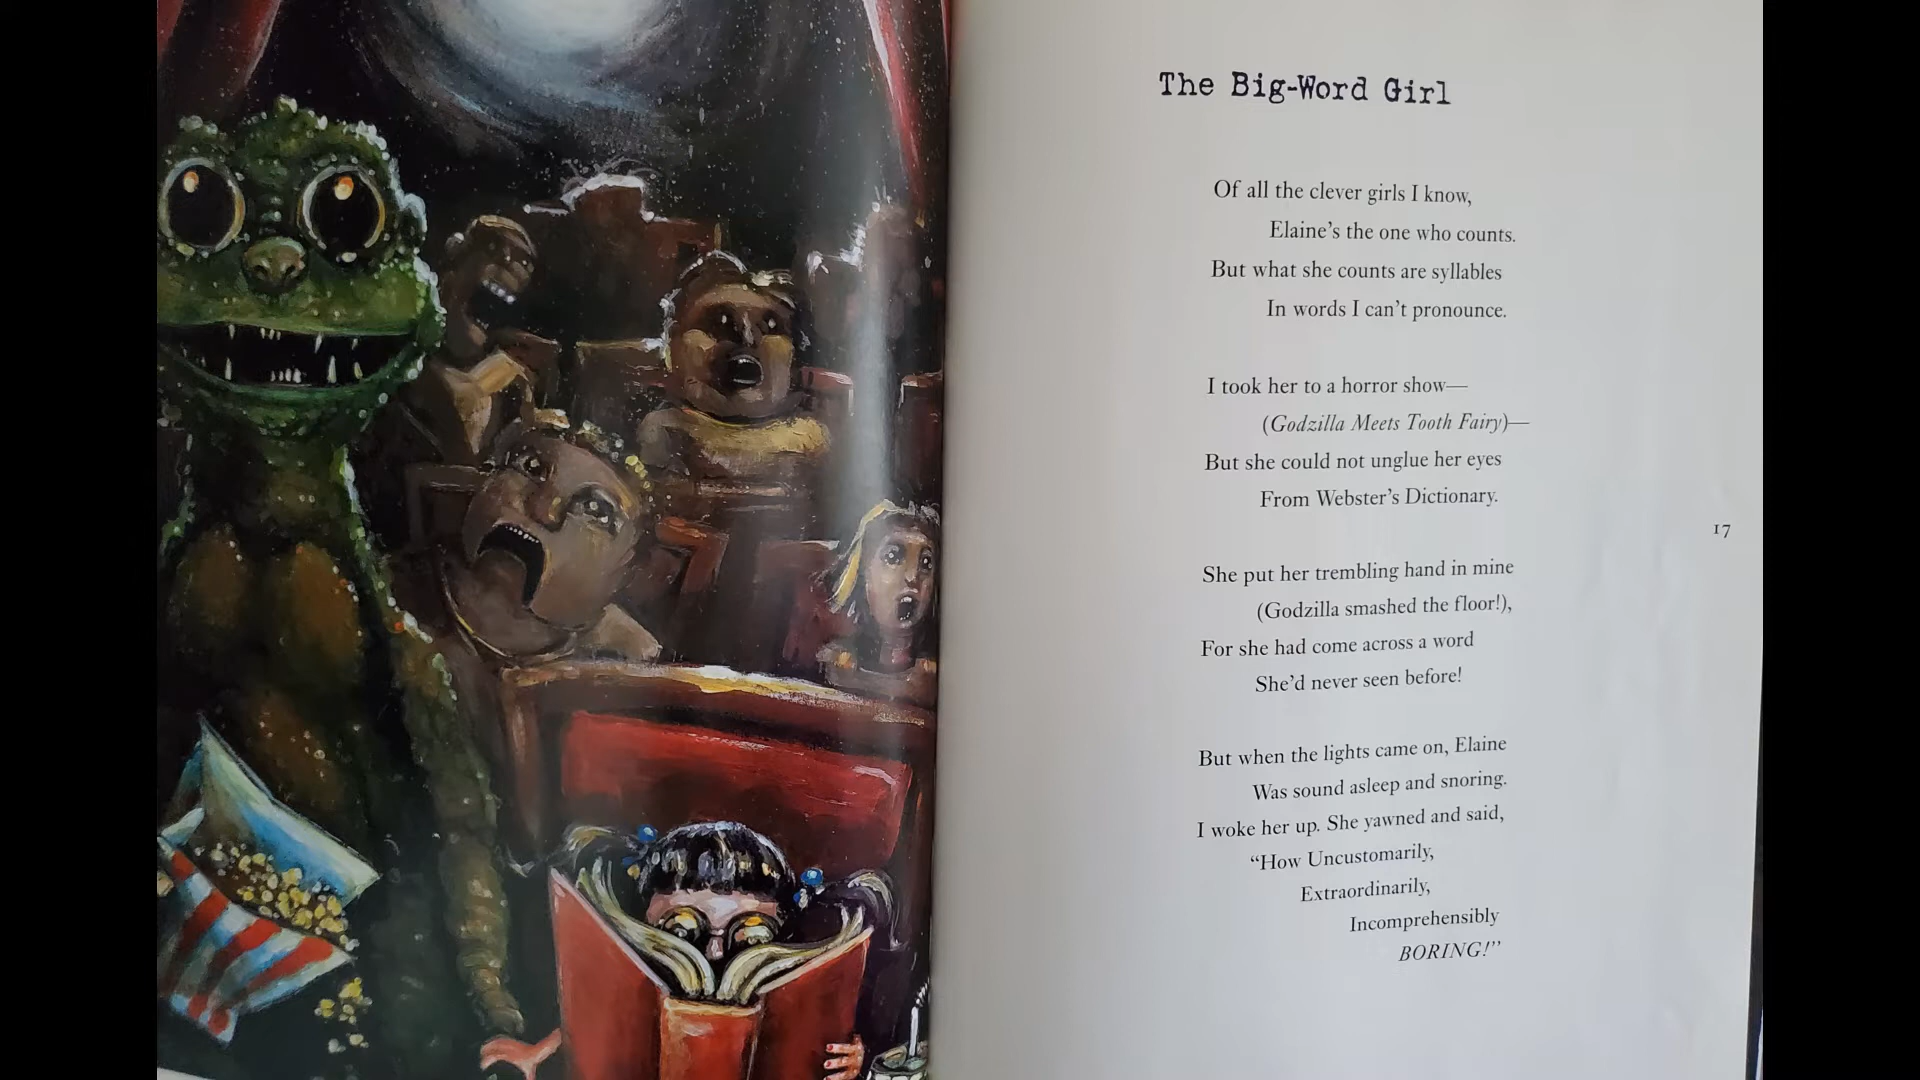 The Big-Word Girl
Of all the clever girls I know,
Elaine's the one who counts.
But what she counts are syllables
In words I can't pronounce.
I took her to a horror show—
(Godzilla Meets Tooth Fairy)—
But she could not unglue her eyes
From Webster's Dictionary.
She put her trembling hand in mine
(Godzilla smashed the floor!),
For she had come across a word
She'd never seen before!
But when the lights came on, Elaine
Was sound asleep and snoring.
I woke her up. She yawned and said,
“How Uncustomarily,
Extraordinarily,
Incomprehensibly
BORING!”
17